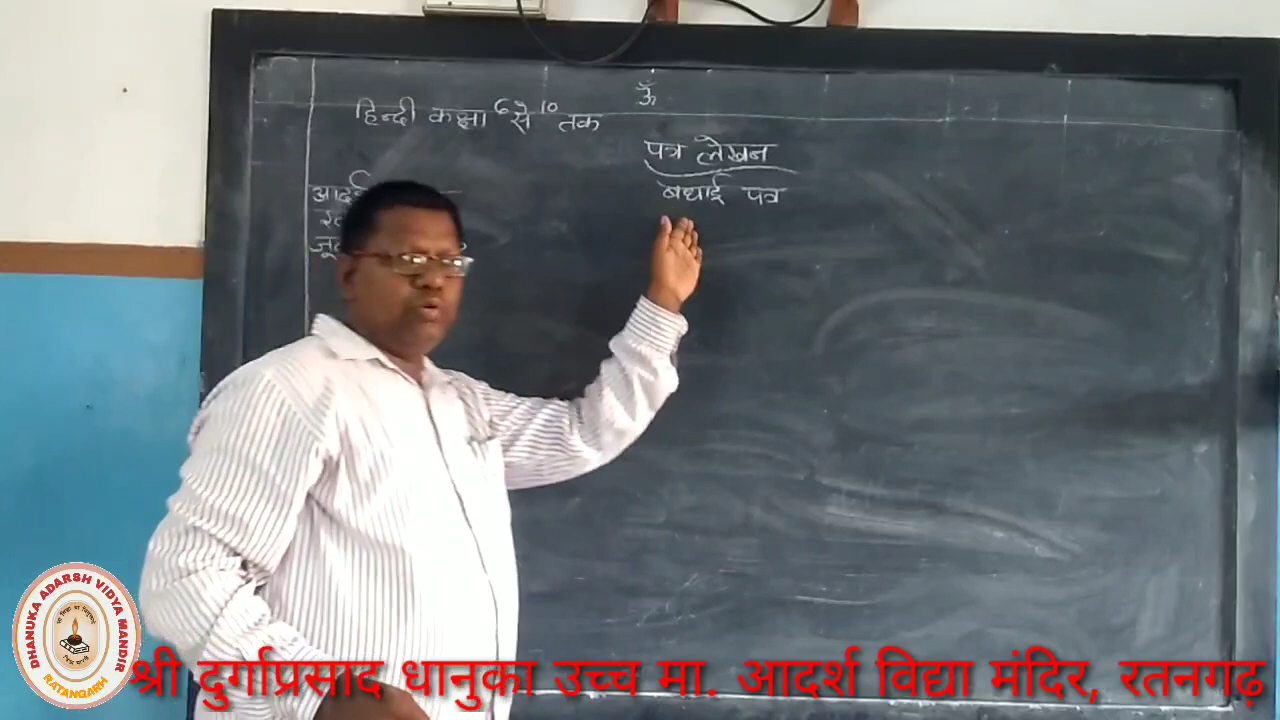 ॐ
हिन्दी कक्षा 6 से 10 तक
पत्र लेखन
बधाई पत्र
DHANUKA ADARSH VIDYA MANDIR
RATANGARH
श्री दुर्गाप्रसाद धानुका उच्च मा. आदर्श विद्या मंदिर, रतनगढ़